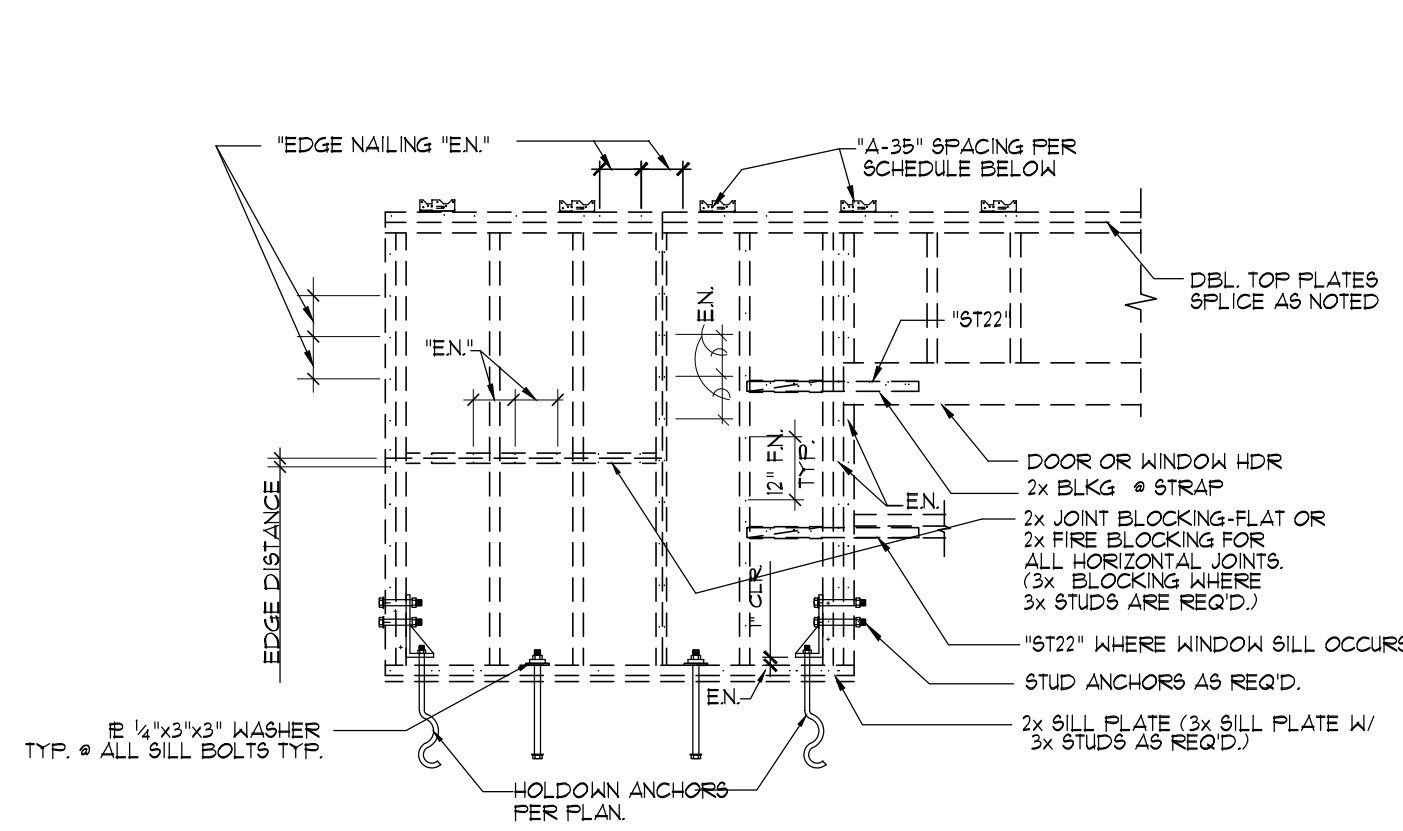 "EDGE NAILING "E.N."
"A-35" SPACING PER
SCHEDULE BELOW
DBL. TOP PLATES
SPLICE AS NOTED
E.N.
"ST22"
"E.N."
12" F.N.
TYP.
DOOR OR WINDOW HDR
2x BLKG @ STRAP
E.N.
2x JOINT BLOCKING-FLAT OR
2x FIRE BLOCKING FOR
ALL HORIZONTAL JOINTS.
(3x BLOCKING WHERE
3x STUDS ARE REQ'D.)
EDGE DISTANCE
1" CLR
"ST22" WHERE WINDOW SILL OCCURS
STUD ANCHORS AS REQ'D.
E.N.
2x SILL PLATE (3x SILL PLATE W/
3x STUDS AS REQ'D.)
PL 1/4"x3"x3" WASHER
TYP. @ ALL SILL BOLTS TYP.
HOLDOWN ANCHORS
PER PLAN.